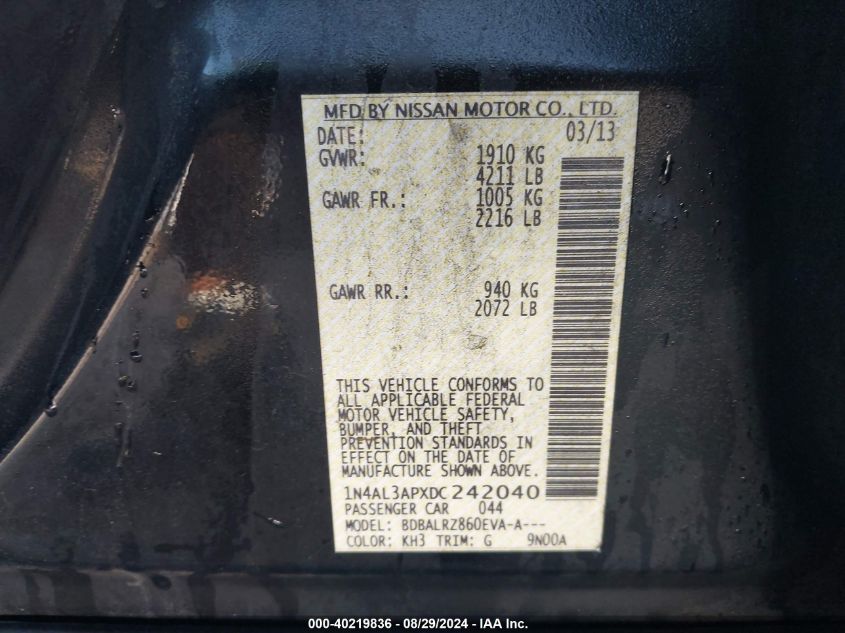 MFD BY NISSAN MOTOR CO., LTD.
DATE: 03/13
GVWR: 1910 KG
4211 LB
GAWR FR.: 1005 KG
2216 LB
GAWR RR.: 940 KG
2072 LB
THIS VEHICLE CONFORMS TO
ALL APPLICABLE FEDERAL
MOTOR VEHICLE SAFETY,
BUMPER, AND THEFT
PREVENTION STANDARDS IN
EFFECT ON THE DATE OF
MANUFACTURE SHOWN ABOVE.
1N4AL3APXDC242040
PASSENGER CAR 044
MODEL: BDBALRZ860EVA-A---
COLOR: KH3 TRIM: G 9N00A
000-40219836 - 08/29/2024 - IAA Inc.